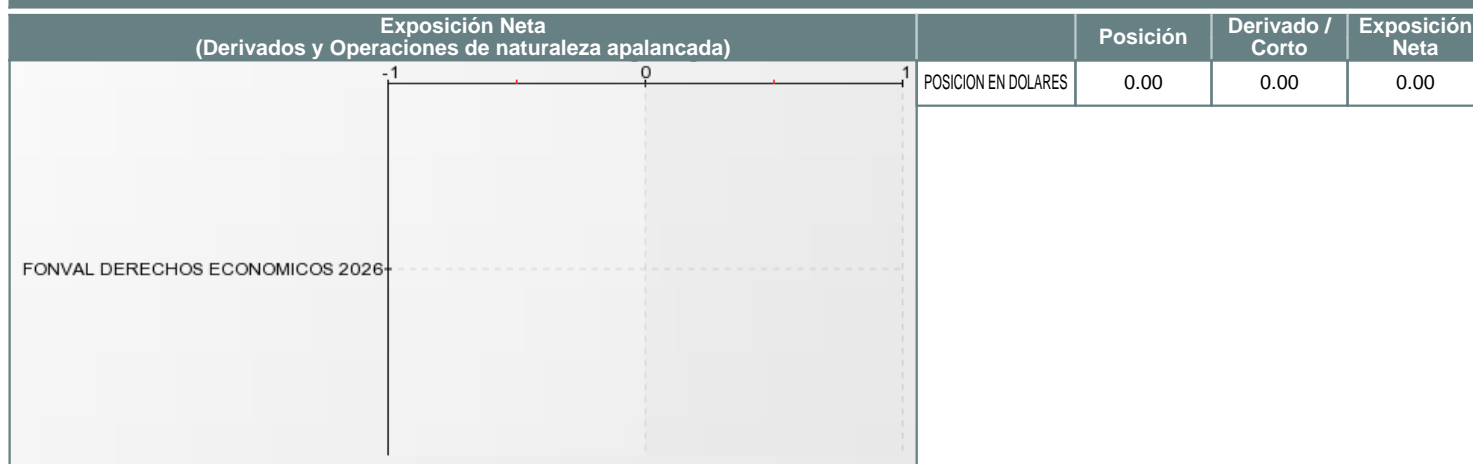 Exposición Neta
(Derivados y Operaciones de naturaleza apalancada)
Posición
Derivado /
Corto
Exposición
Neta
-1 0 1
POSICION EN DOLARES 0.00 0.00 0.00
FONVAL DERECHOS ECONOMICOS 2026